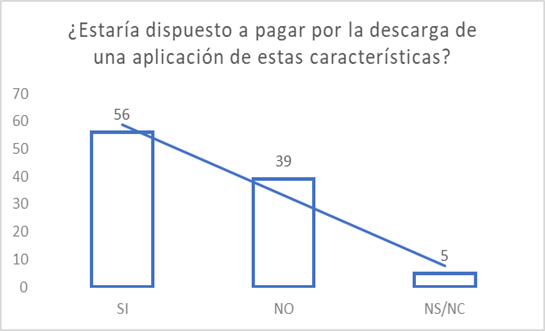 ¿Estaría dispuesto a pagar por la descarga de
una aplicación de estas características?
70
60
50
40
30
20
10
0
56
39
5
SI
NO
NS/NC